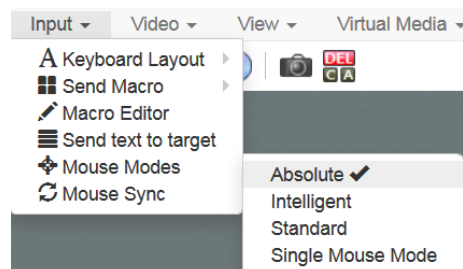 Input Video View Virtual Media
DEL
C A
A Keyboard Layout
Send Macro
Macro Editor
Send text to target
Mouse Modes
Mouse Sync
Absolute
Intelligent
Standard
Single Mouse Mode